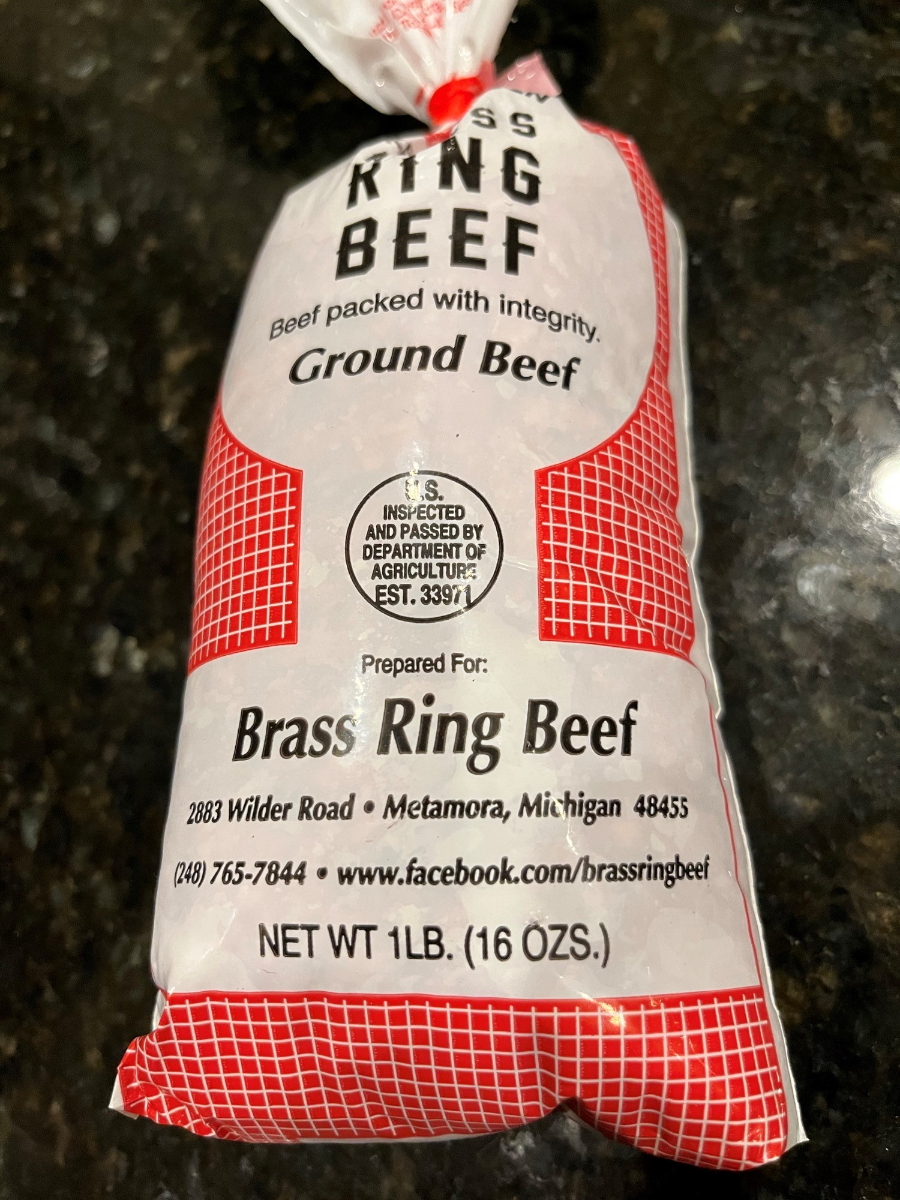 SS
RING
BEEF
Beef packed with integrity.
Ground Beef
U.S.
INSPECTED
AND PASSED BY
DEPARTMENT OF
AGRICULTURE
EST. 33971
Prepared For:
Brass Ring Beef
2883 Wilder Road • Metamora, Michigan 48455
(248) 765-7844 • www.facebook.com/brassringbeef
NET WT 1LB. (16 OZS.)